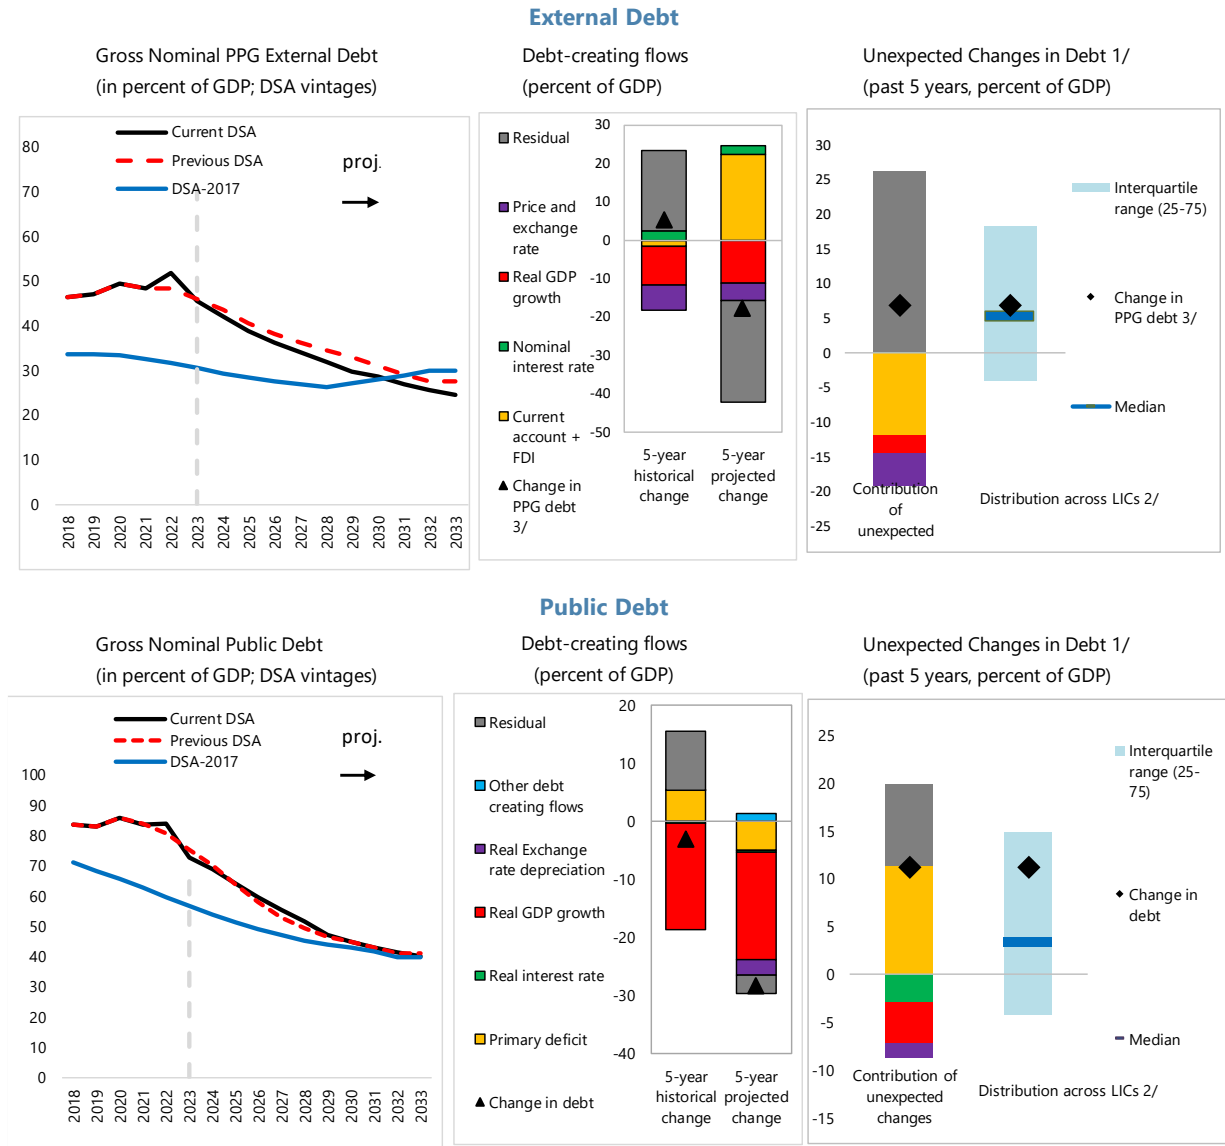 External Debt
Gross Nominal PPG External Debt
(in percent of GDP; DSA vintages)
Current DSA
Previous DSA
DSA-2017
proj.
80
70
60
50
40
30
20
10
0
2018
2019
2020
2021
2022
2023
2024
2025
2026
2027
2028
2029
2030
2031
2032
2033
Debt-creating flows
(percent of GDP)
Residual
Price and
exchange
rate
Real GDP
growth
Nominal
interest rate
Current
account +
FDI
Change in
PPG debt
3/
30
20
10
0
-10
-20
-30
-40
-50
5-year
historical
change
5-year
projected
change
Unexpected Changes in Debt 1/
(past 5 years, percent of GDP)
30
25
20
15
10
5
0
-5
-10
-15
-20
-25
Interquartile
range (25-75)
Change in
PPG debt 3/
Median
Contribution
of
unexpected
Distribution across LICs 2/
Public Debt
Gross Nominal Public Debt
(in percent of GDP; DSA vintages)
Current DSA
Previous DSA
DSA-2017
proj.
100
90
80
70
60
50
40
30
20
10
0
2018
2019
2020
2021
2022
2023
2024
2025
2026
2027
2028
2029
2030
2031
2032
2033
Debt-creating flows
(percent of GDP)
Residual
Other debt
creating flows
Real Exchange
rate depreciation
Real GDP growth
Real interest rate
Primary deficit
Change in debt
20
10
0
-10
-20
-30
-40
5-year
historical
change
5-year
projected
change
Unexpected Changes in Debt 1/
(past 5 years, percent of GDP)
25
20
15
10
5
0
-5
-10
-15
Interquartile
range (25-
75)
Change in
debt
Median
Contribution of
unexpected
changes
Distribution across LICs 2/